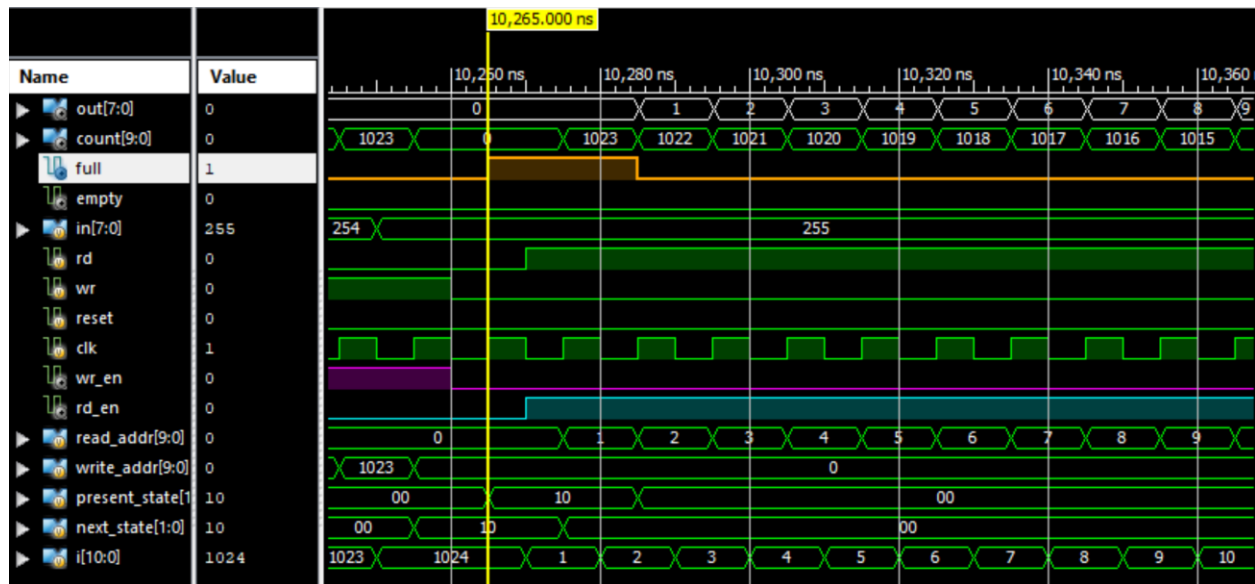 10,265.000 ns
Name Value 10,260 ns 10,280 ns 10,300 ns 10,320 ns 10,340 ns 10,360
out[7:0] 0 0 1 2 3 4 5 6 7 8 9
count[9:0] 0 1023 0 1023 1022 1021 1020 1019 1018 1017 1016 1015
full 1
empty 0
in[7:0] 255 254 255
rd 0
wr 0
reset 0
clk 1
wr_en 0
rd_en 0
read_addr[9:0] 0 0 1 2 3 4 5 6 7 8 9
write_addr[9:0] 0 1023 0
present_state[1 10 00 10 00
next_state[1:0] 10 00 10 00
i[10:0] 1024 1023 1024 1 2 3 4 5 6 7 8 9 10